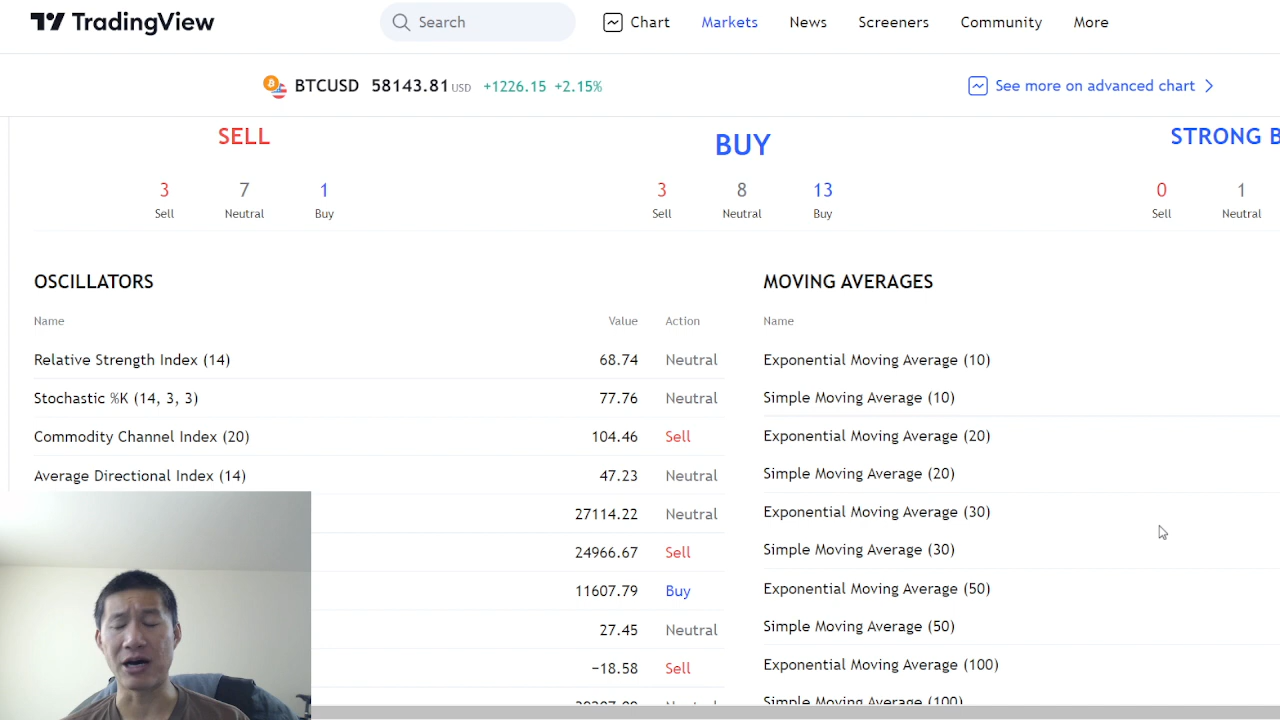 TradingView Search Chart Markets News Screeners Community More
BTCUSD 58143.81 USD +1226.15 +2.15% See more on advanced chart
SELL BUY STRONG B
3 7 1 3 8 13 0 1
Sell Neutral Buy Sell Neutral Buy Sell Neutral
OSCILLATORS MOVING AVERAGES
Name Value Action Name
Relative Strength Index (14) 68.74 Neutral Exponential Moving Average (10)
Stochastic %K (14, 3, 3) 77.76 Neutral Simple Moving Average (10)
Commodity Channel Index (20) 104.46 Sell Exponential Moving Average (20)
Average Directional Index (14) 47.23 Neutral Simple Moving Average (20)
27114.22 Neutral Exponential Moving Average (30)
24966.67 Sell Simple Moving Average (30)
11607.79 Buy Exponential Moving Average (50)
27.45 Neutral Simple Moving Average (50)
−18.58 Sell Exponential Moving Average (100)
Neutral Simple Moving Average (100)